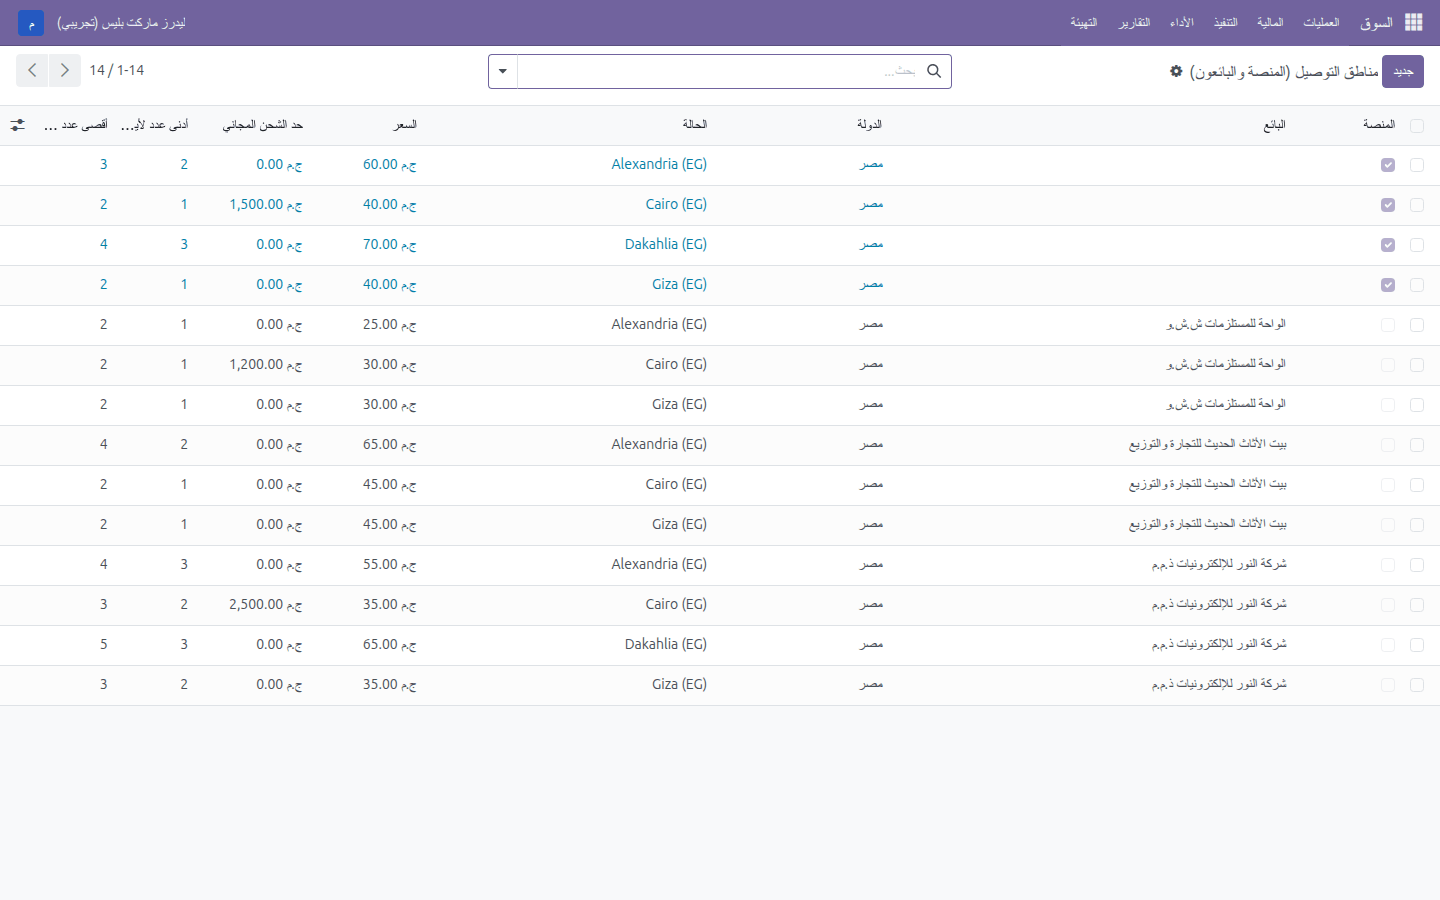 السوق العمليات المالية التنفيذ الأداء التقارير التهيئة ليدرز ماركت بليس (تجريبي) م
جديد مناطق التوصيل (المنصة والبائعون) بحث... 1-14 / 14
المنصة البائع الدولة الحالة السعر حد الشحن المجاني أدنى عدد لأيـ... أقصى عدد ...
مصر Alexandria (EG) 60.00 ج.م 0.00 ج.م 2 3
مصر Cairo (EG) 40.00 ج.م 1,500.00 ج.م 1 2
مصر Dakahlia (EG) 70.00 ج.م 0.00 ج.م 3 4
مصر Giza (EG) 40.00 ج.م 0.00 ج.م 1 2
الواحة للمستلزمات ش.ش.و مصر Alexandria (EG) 25.00 ج.م 0.00 ج.م 1 2
الواحة للمستلزمات ش.ش.و مصر Cairo (EG) 30.00 ج.م 1,200.00 ج.م 1 2
الواحة للمستلزمات ش.ش.و مصر Giza (EG) 30.00 ج.م 0.00 ج.م 1 2
بيت الأثاث الحديث للتجارة والتوزيع مصر Alexandria (EG) 65.00 ج.م 0.00 ج.م 2 4
بيت الأثاث الحديث للتجارة والتوزيع مصر Cairo (EG) 45.00 ج.م 0.00 ج.م 1 2
بيت الأثاث الحديث للتجارة والتوزيع مصر Giza (EG) 45.00 ج.م 0.00 ج.م 1 2
شركة النور للإلكترونيات ذ.م.م مصر Alexandria (EG) 55.00 ج.م 0.00 ج.م 3 4
شركة النور للإلكترونيات ذ.م.م مصر Cairo (EG) 35.00 ج.م 2,500.00 ج.م 2 3
شركة النور للإلكترونيات ذ.م.م مصر Dakahlia (EG) 65.00 ج.م 0.00 ج.م 3 5
شركة النور للإلكترونيات ذ.م.م مصر Giza (EG) 35.00 ج.م 0.00 ج.م 2 3